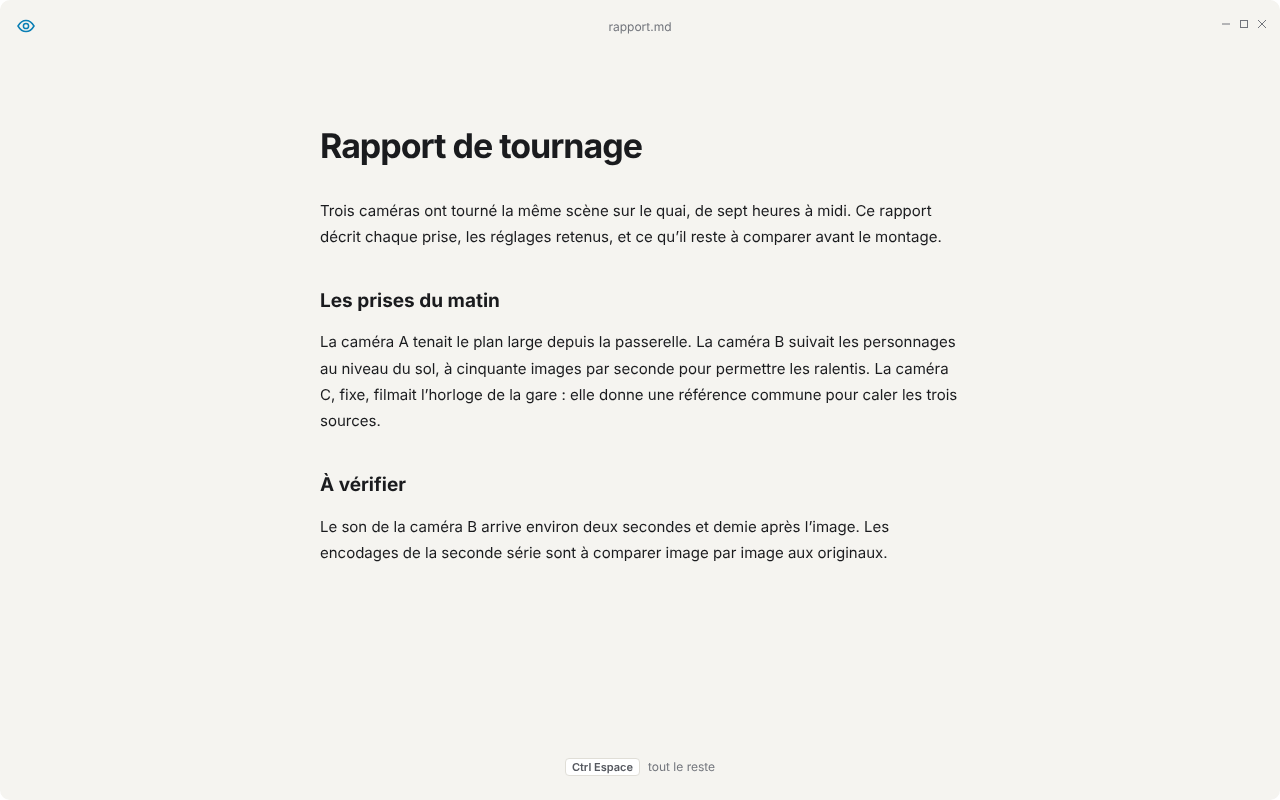 rapport.md
Rapport de tournage
Trois caméras ont tourné la même scène sur le quai, de sept heures à midi. Ce rapport
décrit chaque prise, les réglages retenus, et ce qu’il reste à comparer avant le montage.
Les prises du matin
La caméra A tenait le plan large depuis la passerelle. La caméra B suivait les personnages
au niveau du sol, à cinquante images par seconde pour permettre les ralentis. La caméra
C, fixe, filmait l’horloge de la gare : elle donne une référence commune pour caler les trois
sources.
À vérifier
Le son de la caméra B arrive environ deux secondes et demie après l’image. Les
encodages de la seconde série sont à comparer image par image aux originaux.
Ctrl Espace tout le reste